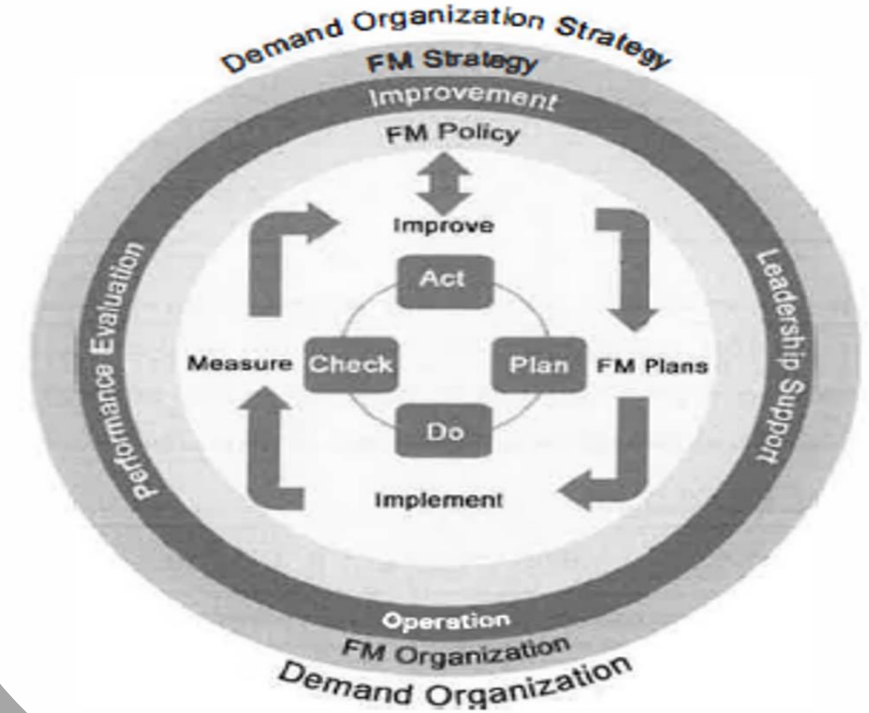 Demand Organization Strategy
FM Strategy
Improvement
FM Policy
Improve
Act
Performance Evaluation
Leadership Support
Measure
Check
Plan
FM Plans
Do
Implement
Operation
FM Organization
Demand Organization